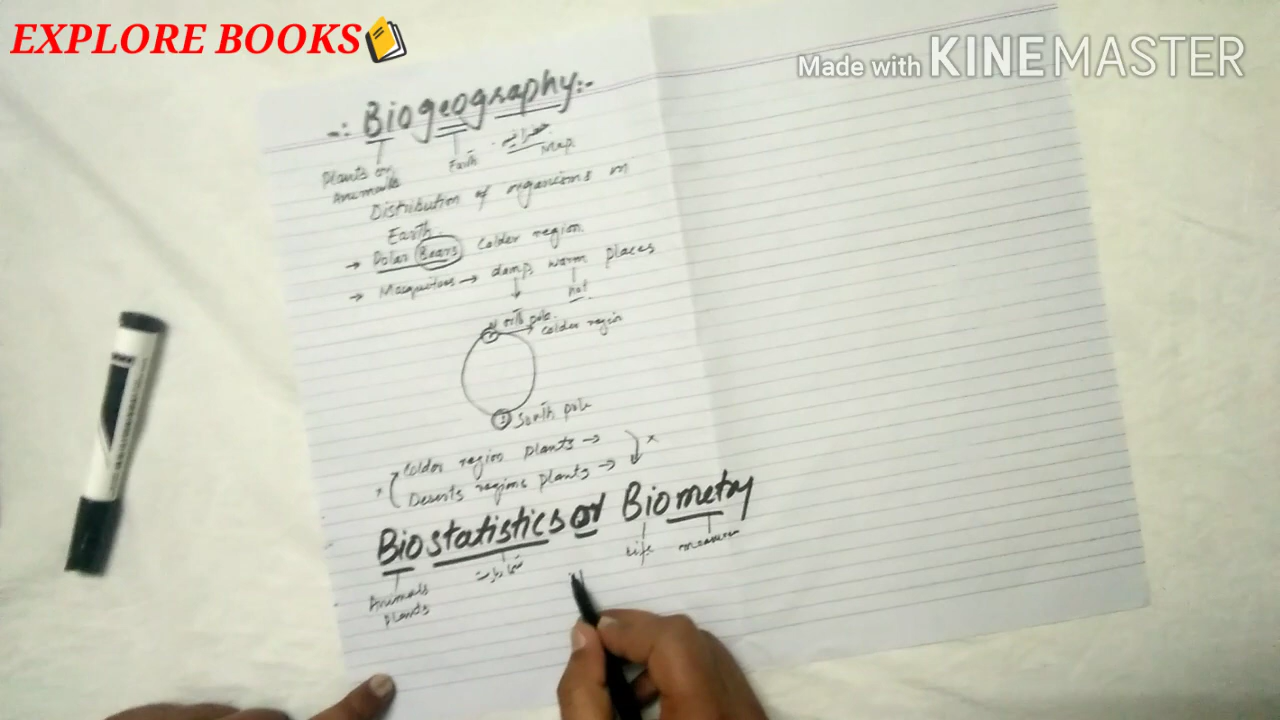 EXPLORE BOOKS
Made with KINEMASTER
-:Biogeography:-
Plants or Earth جغرافیہ Map.
Animals
Distribution of organisms on
Earth.
→ Polar Bears colder region.
→ Mosquitoes → damp warm places
hot
North pole.
→ colder region
South pole
Colder region plants → x
Deserts regions plants →
Biostatistics or Biometry
Life measure
Animals شماریات
plants